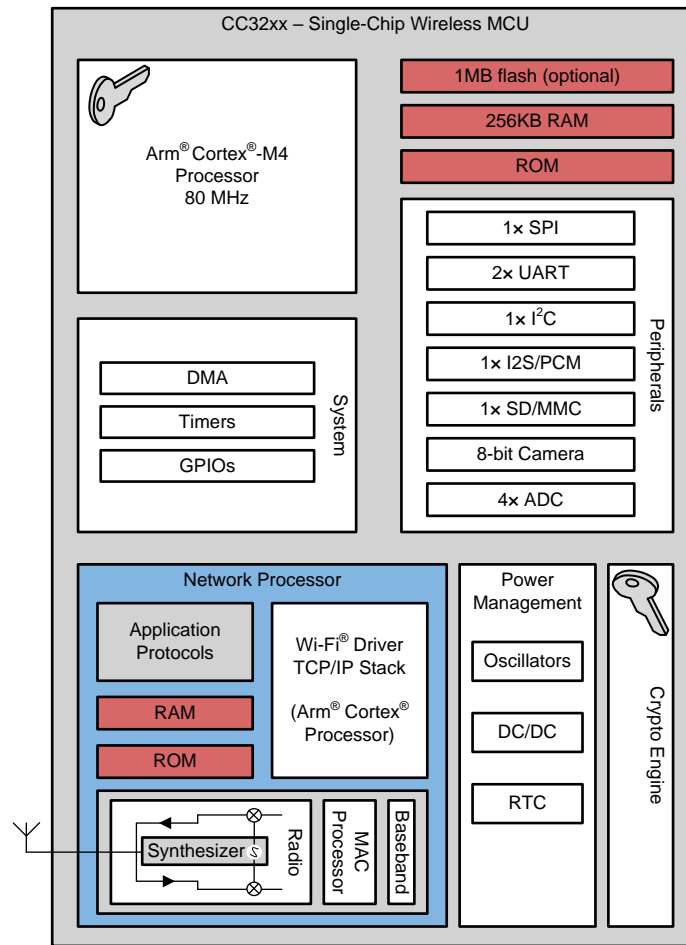 CC32xx – Single-Chip Wireless MCU
Arm® Cortex®-M4
Processor
80 MHz
1MB flash (optional)
256KB RAM
ROM
1× SPI
2× UART
1× I²C
1× I2S/PCM
1× SD/MMC
8-bit Camera
4× ADC
Peripherals
DMA
Timers
GPIOs
System
Network Processor
Application
Protocols
RAM
ROM
Wi-Fi® Driver
TCP/IP Stack
(Arm® Cortex®
Processor)
Synthesizer
Radio
MAC
Processor
Baseband
Power
Management
Oscillators
DC/DC
RTC
Crypto Engine